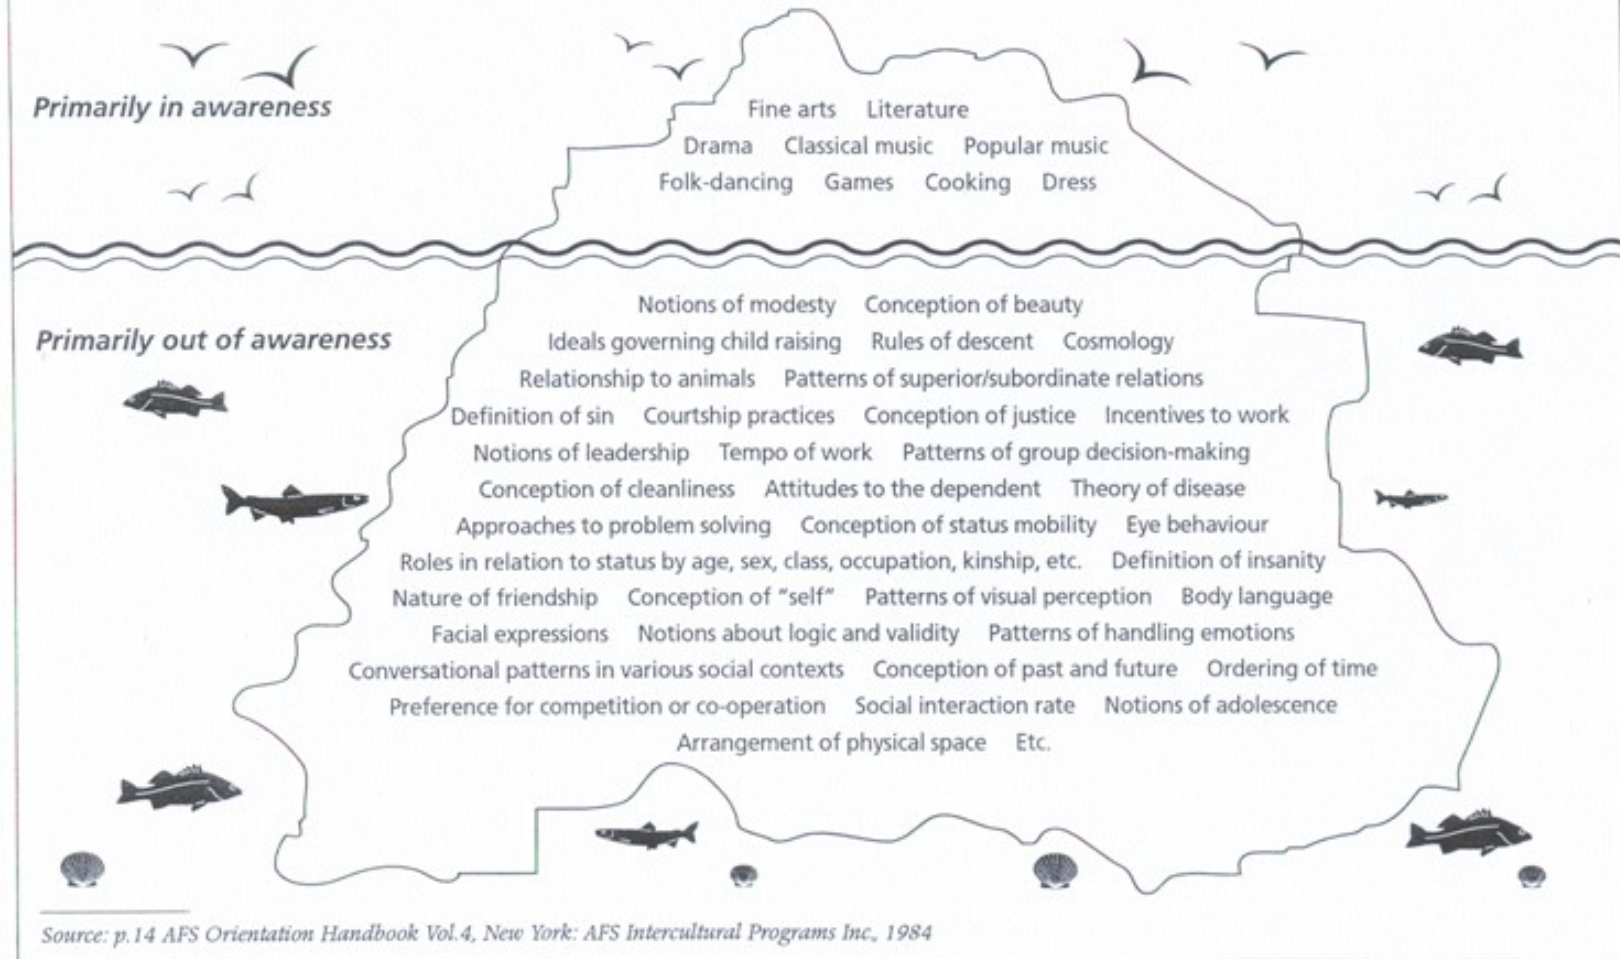 Primarily in awareness
Fine arts Literature
Drama Classical music Popular music
Folk-dancing Games Cooking Dress
Primarily out of awareness
Notions of modesty Conception of beauty
Ideals governing child raising Rules of descent Cosmology
Relationship to animals Patterns of superior/subordinate relations
Definition of sin Courtship practices Conception of justice Incentives to work
Notions of leadership Tempo of work Patterns of group decision-making
Conception of cleanliness Attitudes to the dependent Theory of disease
Approaches to problem solving Conception of status mobility Eye behaviour
Roles in relation to status by age, sex, class, occupation, kinship, etc. Definition of insanity
Nature of friendship Conception of "self" Patterns of visual perception Body language
Facial expressions Notions about logic and validity Patterns of handling emotions
Conversational patterns in various social contexts Conception of past and future Ordering of time
Preference for competition or co-operation Social interaction rate Notions of adolescence
Arrangement of physical space Etc.
Source: p.14 AFS Orientation Handbook Vol.4, New York: AFS Intercultural Programs Inc., 1984